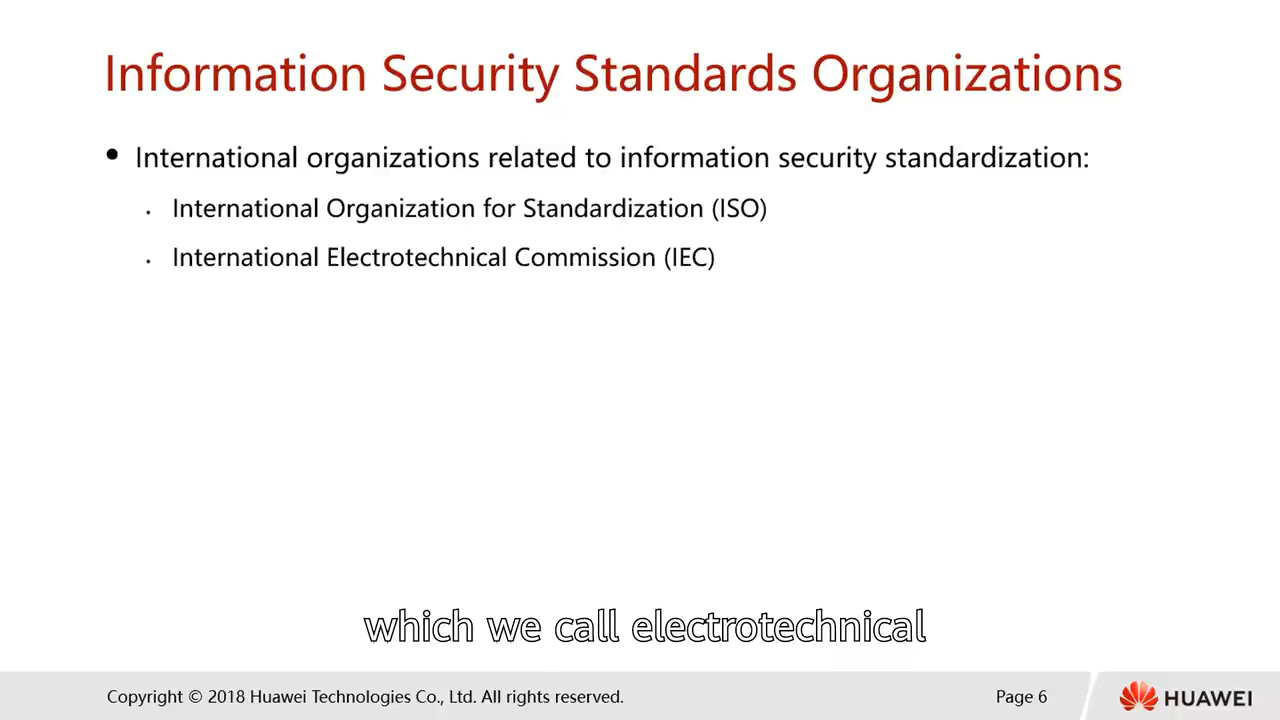 Information Security Standards Organizations
• International organizations related to information security standardization:
• International Organization for Standardization (ISO)
• International Electrotechnical Commission (IEC)
which we call electrotechnical
Copyright © 2018 Huawei Technologies Co., Ltd. All rights reserved.
Page 6
HUAWEI